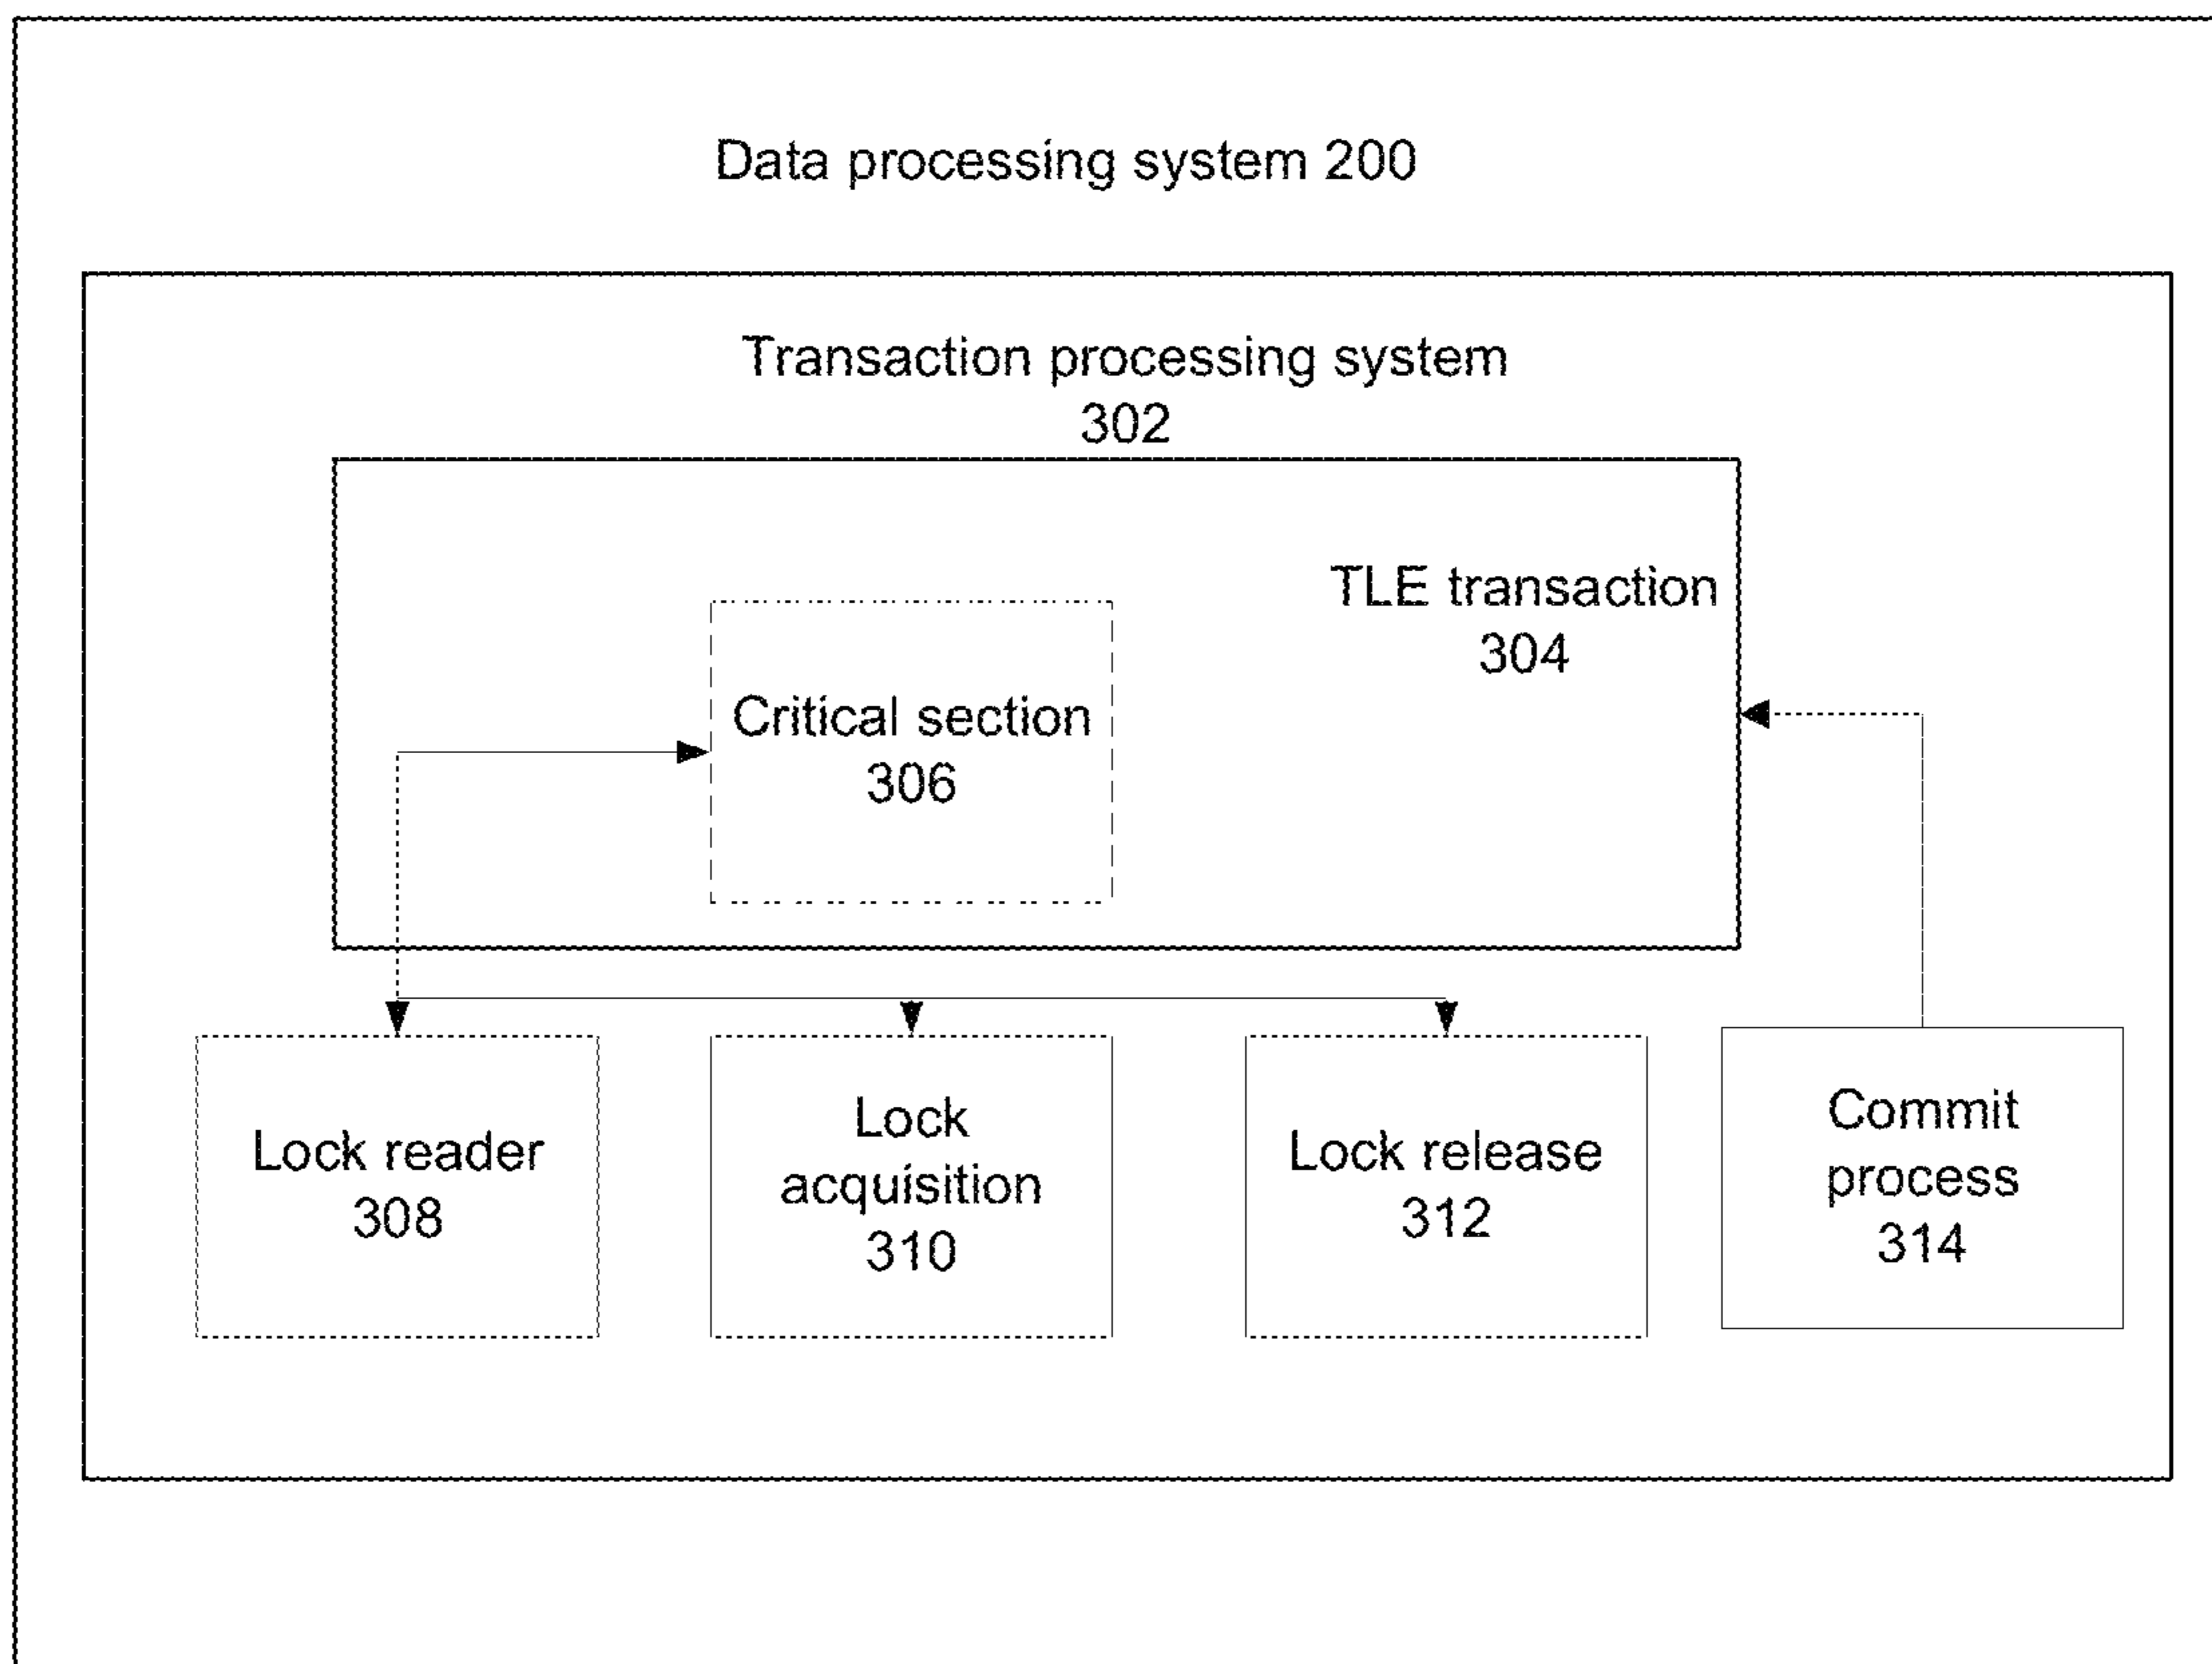 Data processing system 200
Transaction processing system
302
TLE transaction
304
Critical section
306
Lock reader
308
Lock
acquisition
310
Lock release
312
Commit
process
314